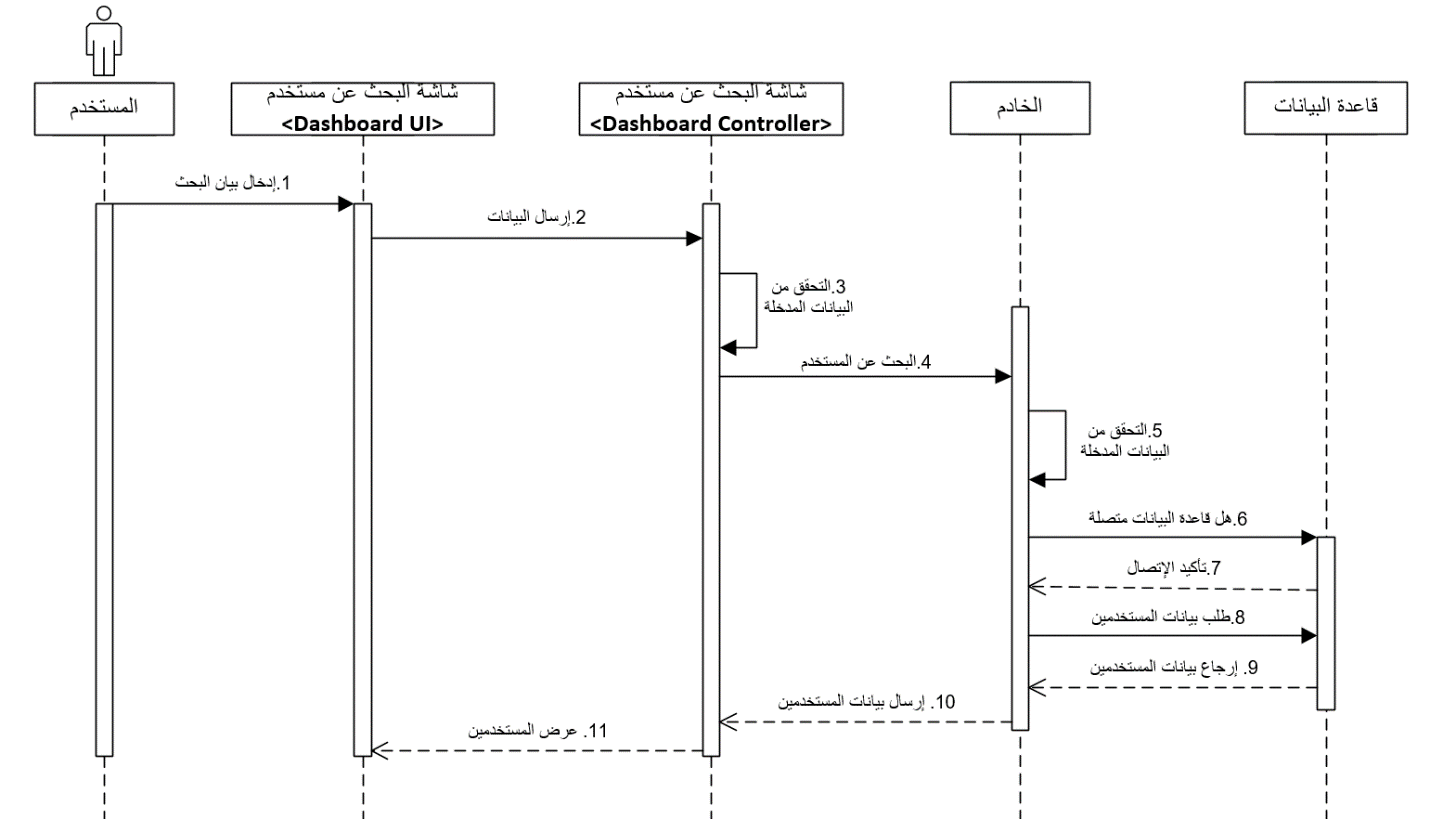 المستخدم
شاشة البحث عن مستخدم
<Dashboard UI>
شاشة البحث عن مستخدم
<Dashboard Controller>
الخادم
قاعدة البيانات
1.إدخال بيان البحث
2.إرسال البيانات
3.التحقق من
البيانات المدخلة
4.البحث عن المستخدم
5.التحقق من
البيانات المدخلة
6.هل قاعدة البيانات متصلة
7.تأكيد الإتصال
8.طلب بيانات المستخدمين
9. إرجاع بيانات المستخدمين
10. إرسال بيانات المستخدمين
11. عرض المستخدمين